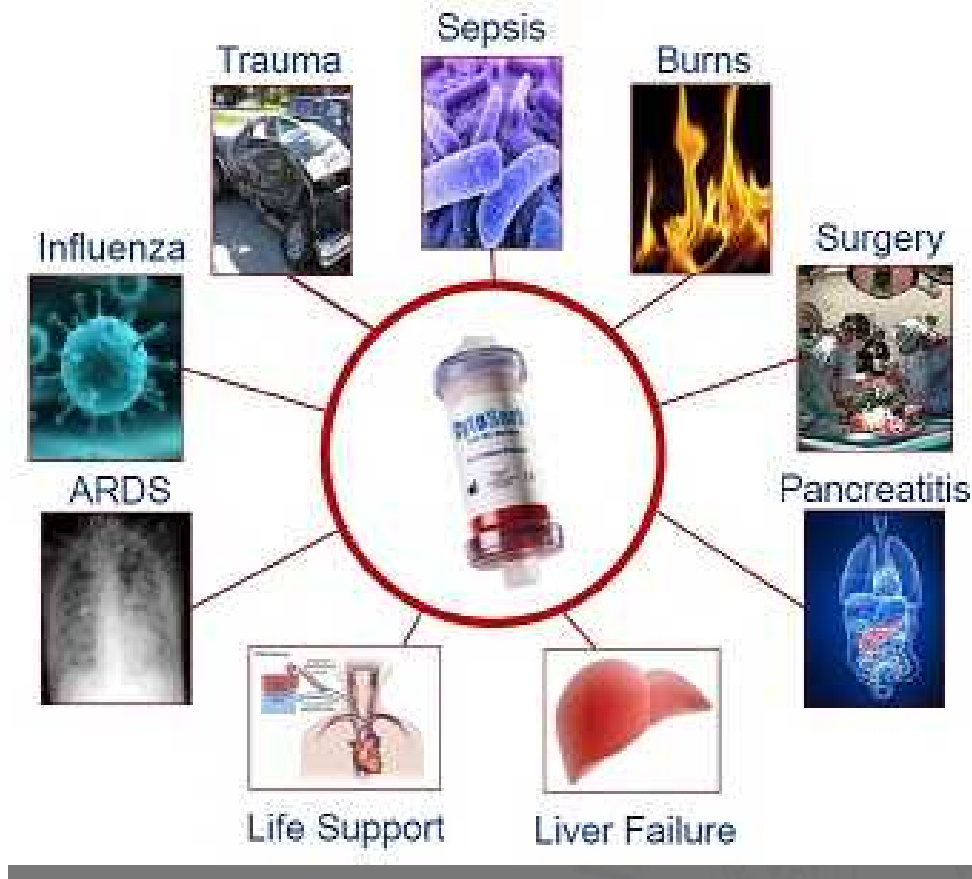 Sepsis
Trauma
Burns
Influenza
Surgery
ARDS
Pancreatitis
Life Support
Liver Failure